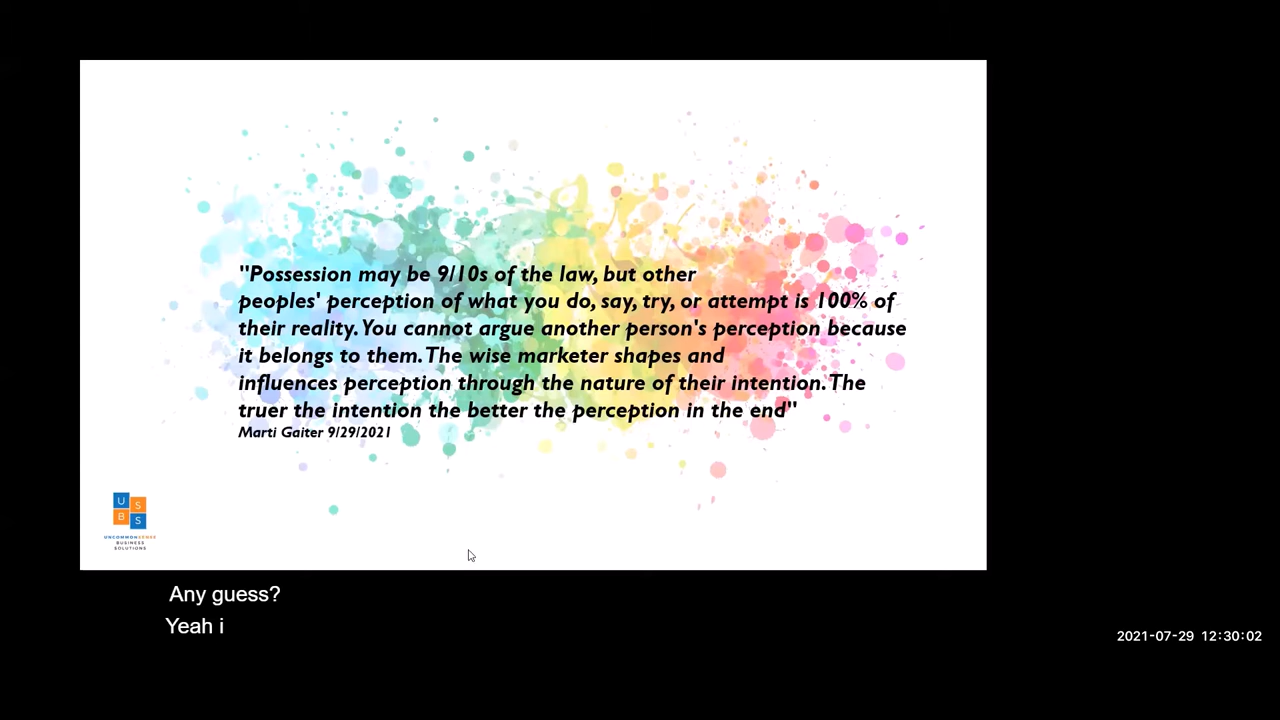 "Possession may be 9/10s of the law, but other
peoples' perception of what you do, say, try, or attempt is 100% of
their reality. You cannot argue another person's perception because
it belongs to them. The wise marketer shapes and
influences perception through the nature of their intention. The
truer the intention the better the perception in the end"
Marti Gaiter 9/29/2021
U S
B S
UNCOMMONSENSE
BUSINESS
SOLUTIONS
Any guess?
Yeah i
2021-07-29 12:30:02